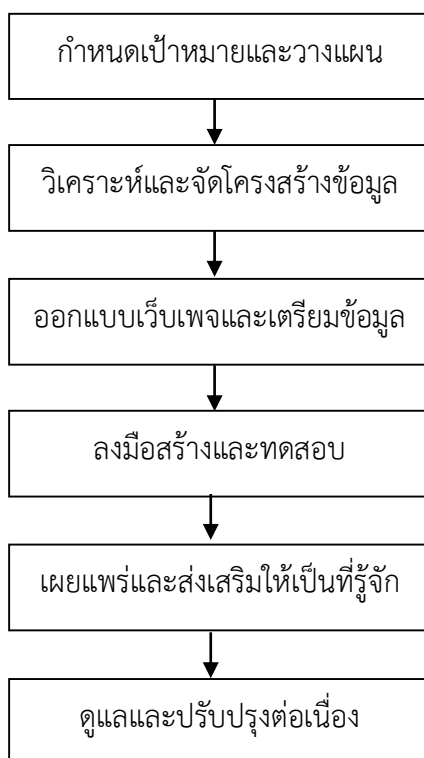 กำหนดเป้าหมายและวางแผน
วิเคราะห์และจัดโครงสร้างข้อมูล
ออกแบบเว็บเพจและเตรียมข้อมูล
ลงมือสร้างและทดสอบ
เผยแพร่และส่งเสริมให้เป็นที่รู้จัก
ดูแลและปรับปรุงต่อเนื่อง